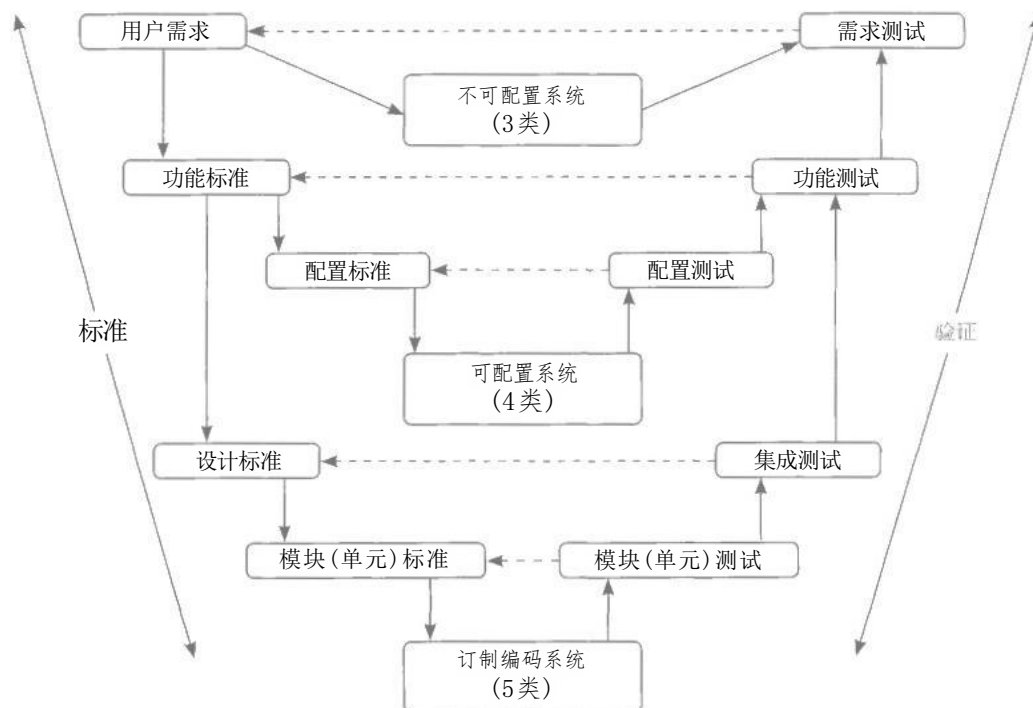 用户需求
需求测试
不可配置系统
(3类)
功能标准
功能测试
配置标准
配置测试
标准
验证
可配置系统
(4类)
设计标准
集成测试
模块(单元)标准
模块(单元)测试
订制编码系统
(5类)